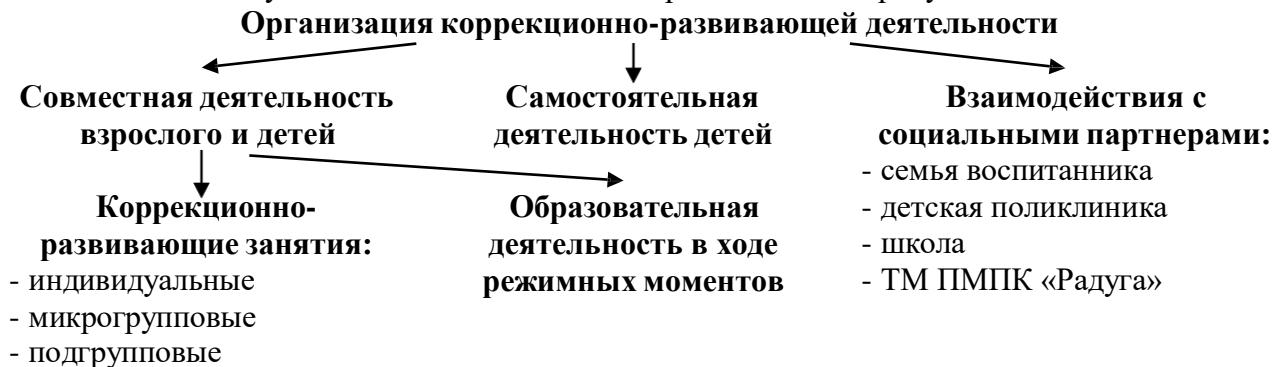 Организация коррекционно-развивающей деятельности
Совместная деятельность
взрослого и детей
Самостоятельная
деятельность детей
Взаимодействия с
социальными партнерами:
- семья воспитанника
- детская поликлиника
- школа
- ТМ ПМПК «Радуга»
Коррекционно-
развивающие занятия:
- индивидуальные
- микрогрупповые
- подгрупповые
Образовательная
деятельность в ходе
режимных моментов